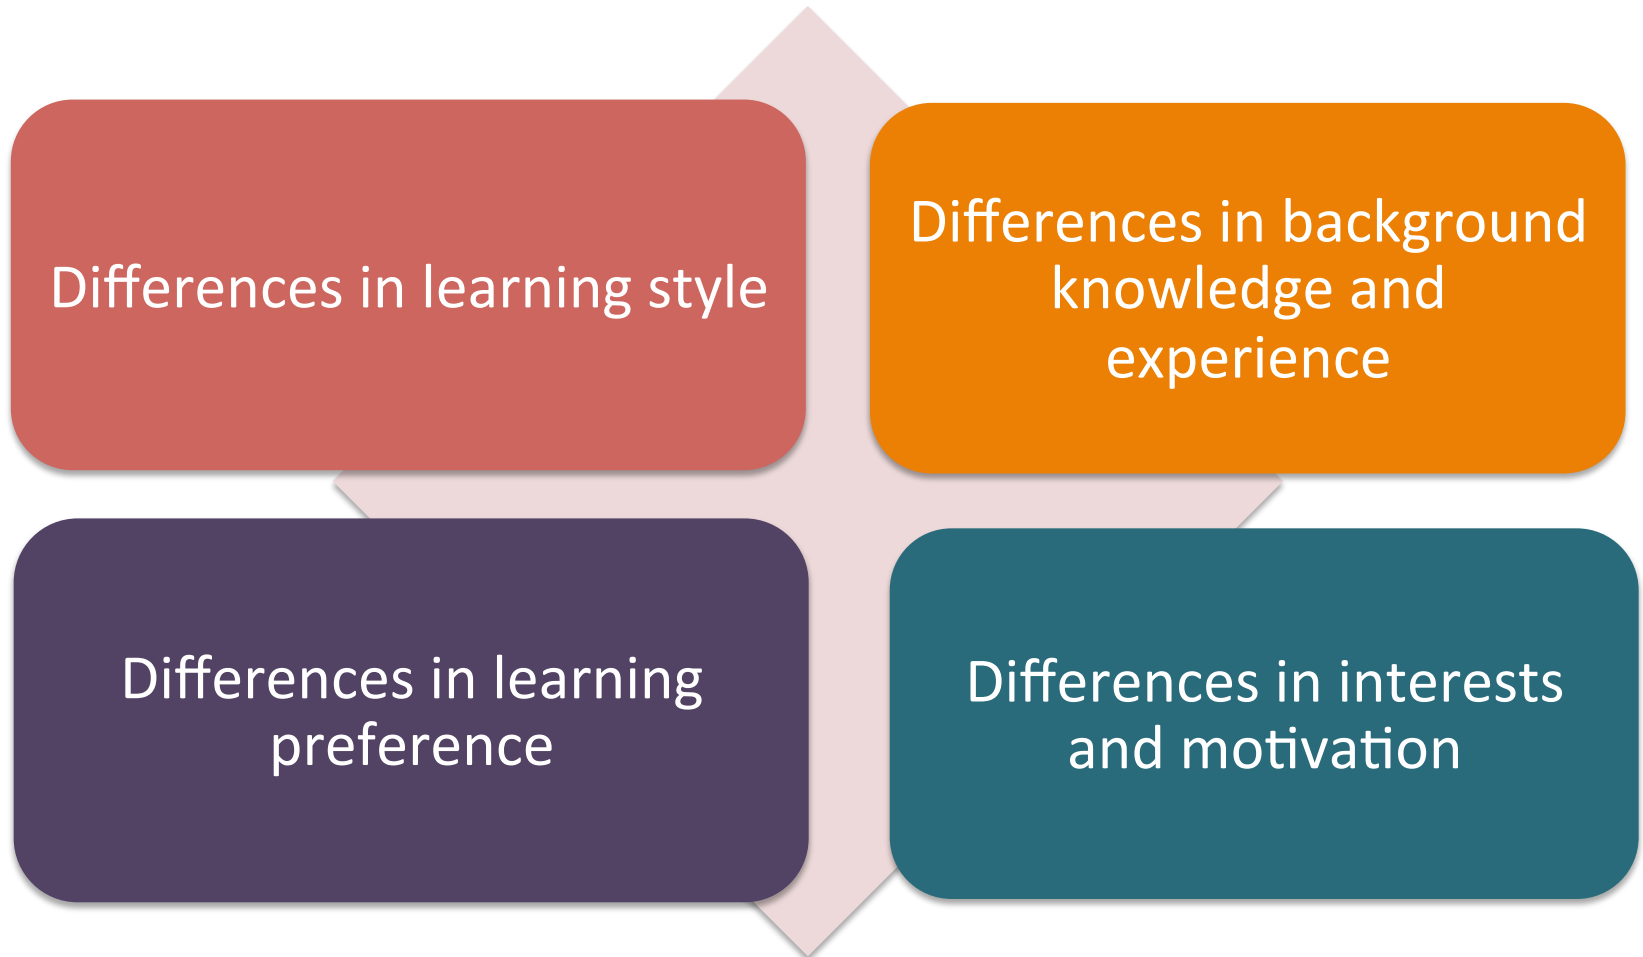 Differences in learning style
Differences in background
knowledge and
experience
Differences in learning
preference
Differences in interests
and motivation